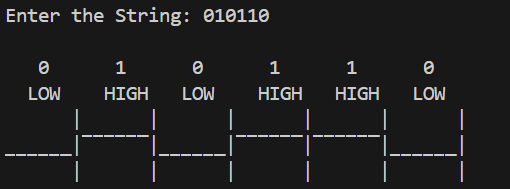 Enter the String: 010110
0 1 0 1 1 0
LOW HIGH LOW HIGH HIGH LOW